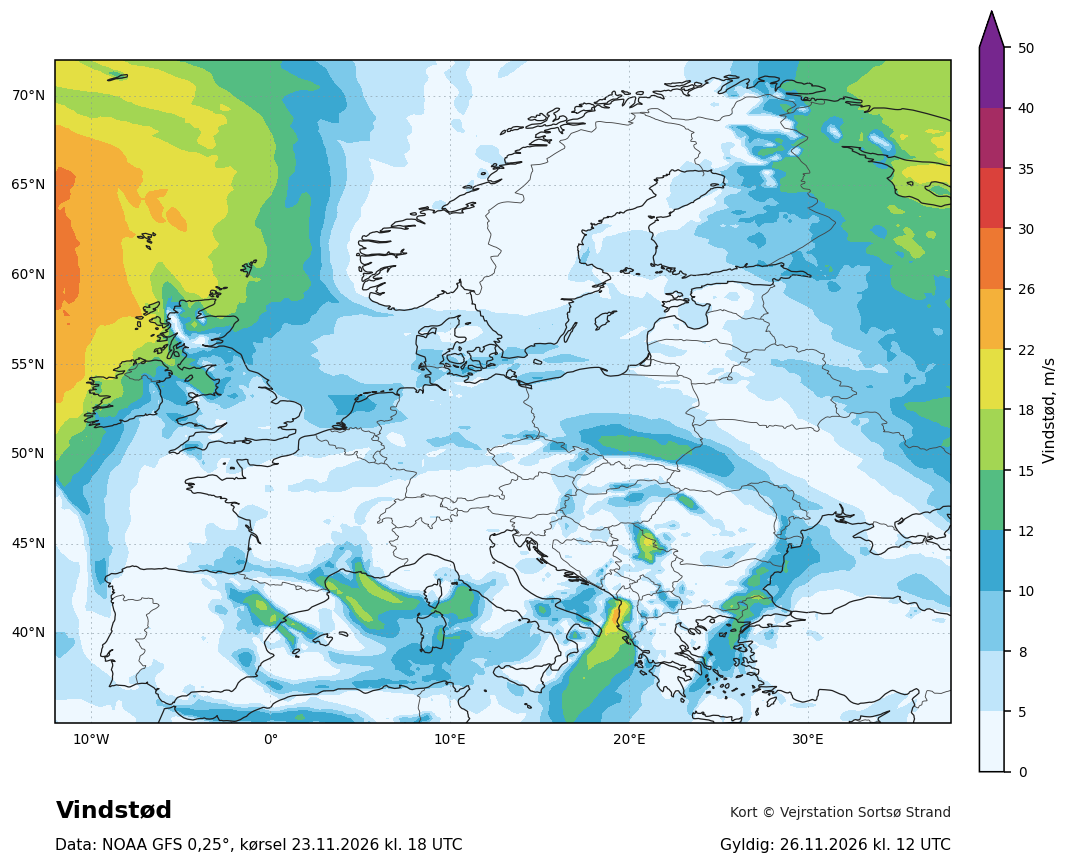 50
40
35
30
26
22
18
15
12
10
8
5
0
Vindstød, m/s
70°N
65°N
60°N
55°N
50°N
45°N
40°N
10°W
0°
10°E
20°E
30°E
Vindstød
Kort © Vejrstation Sortsø Strand
Data: NOAA GFS 0,25°, kørsel 23.11.2026 kl. 18 UTC
Gyldig: 26.11.2026 kl. 12 UTC